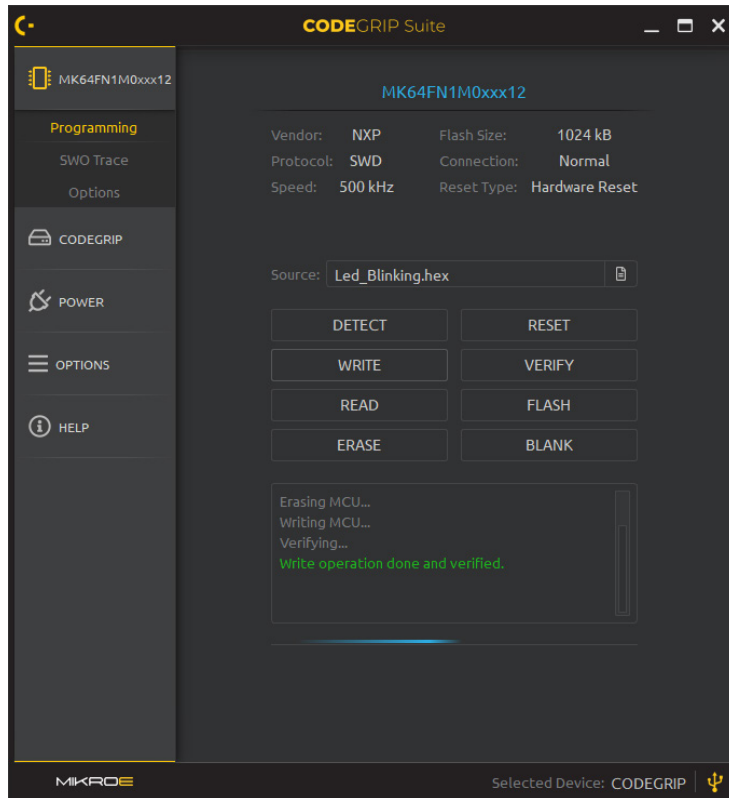 CODEGRIP Suite
MK64FN1M0xxx12
Programming
SWO Trace
Options
CODEGRIP
POWER
OPTIONS
HELP
MK64FN1M0xxx12
Vendor: NXP Flash Size: 1024 kB
Protocol: SWD Connection: Normal
Speed: 500 kHz Reset Type: Hardware Reset
Source: Led_Blinking.hex
DETECT RESET
WRITE VERIFY
READ FLASH
ERASE BLANK
Erasing MCU...
Writing MCU...
Verifying...
Write operation done and verified.
MIKROE
Selected Device: CODEGRIP